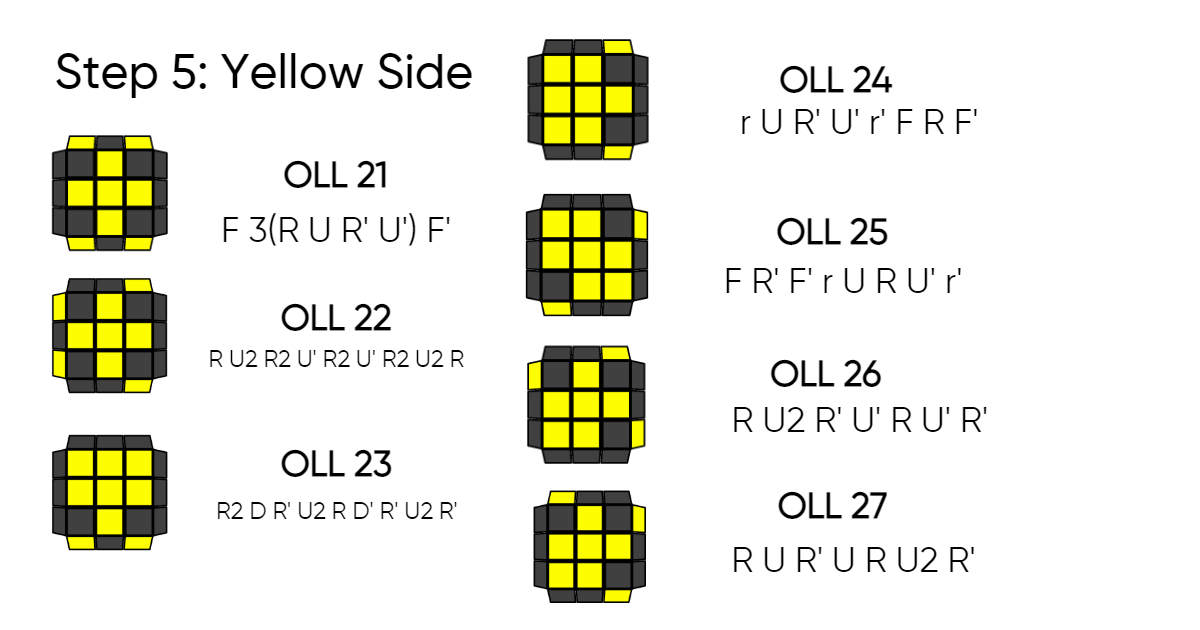 Step 5: Yellow Side
OLL 21
F 3(R U R' U') F'
OLL 22
R U2 R2 U' R2 U' R2 U2 R
OLL 23
R2 D R' U2 R D' R' U2 R'
OLL 24
r U R' U' r' F R F'
OLL 25
F R' F' r U R U' r'
OLL 26
R U2 R' U' R U' R'
OLL 27
R U R' U R U2 R'